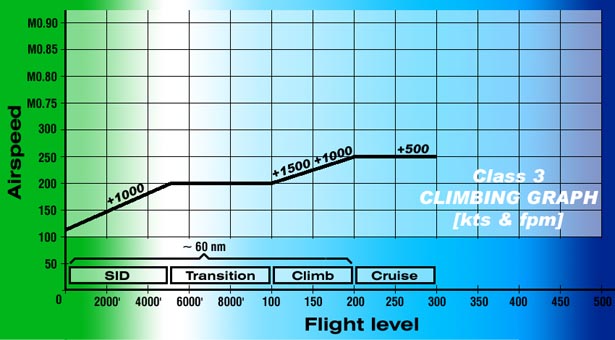 M0.90
M0.85
M0.80
M0.75
300
250
200
150
100
50
Airspeed
+1000
+1500 +1000
+500
Class 3
CLIMBING GRAPH
[kts & fpm]
~ 60 nm
SID Transition Climb Cruise
0 2000' 4000' 6000' 8000' 100 150 200 250 300 350 400 450 500
Flight level